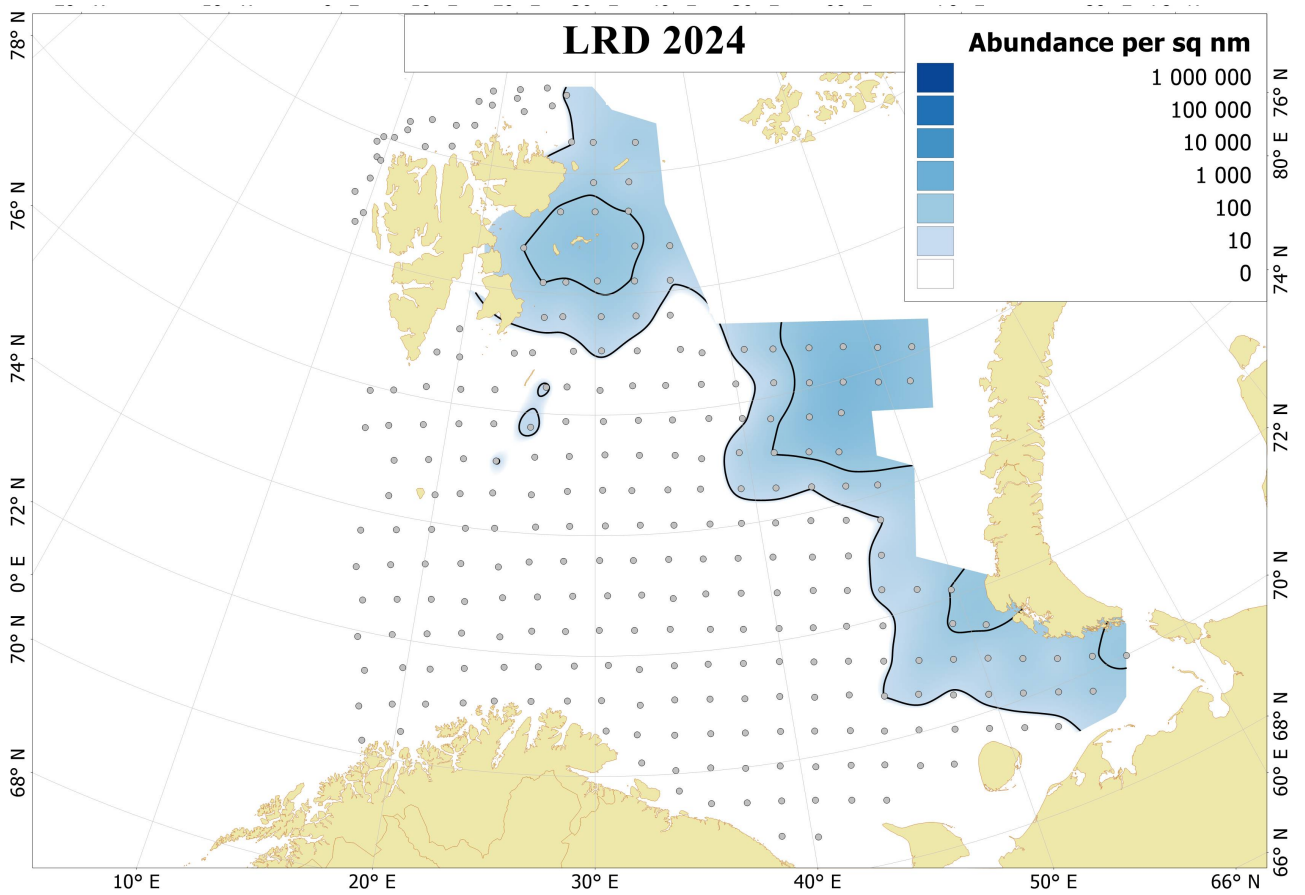 LRD 2024
Abundance per sq nm
1 000 000
100 000
10 000
1 000
100
10
0
78° N
76° N
74° N
72° N
0° E
70° N
68° N
76° N
80° E
74° N
72° N
70° N
68° N
60° E
66° N
10° E
20° E
30° E
40° E
50° E
66° N